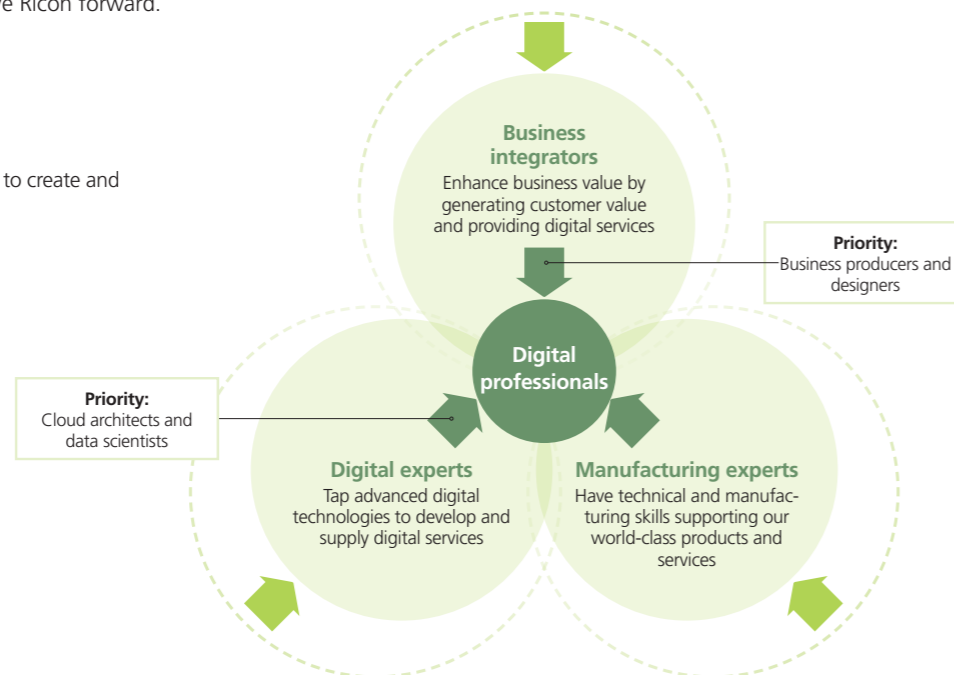 Ricoh forward.
to create and
Business
integrators
Enhance business value by
generating customer value
and providing digital services
Priority:
Business producers and
designers
Digital
professionals
Priority:
Cloud architects and
data scientists
Digital experts
Tap advanced digital
technologies to develop and
supply digital services
Manufacturing experts
Have technical and manufac-
turing skills supporting our
world-class products and
services